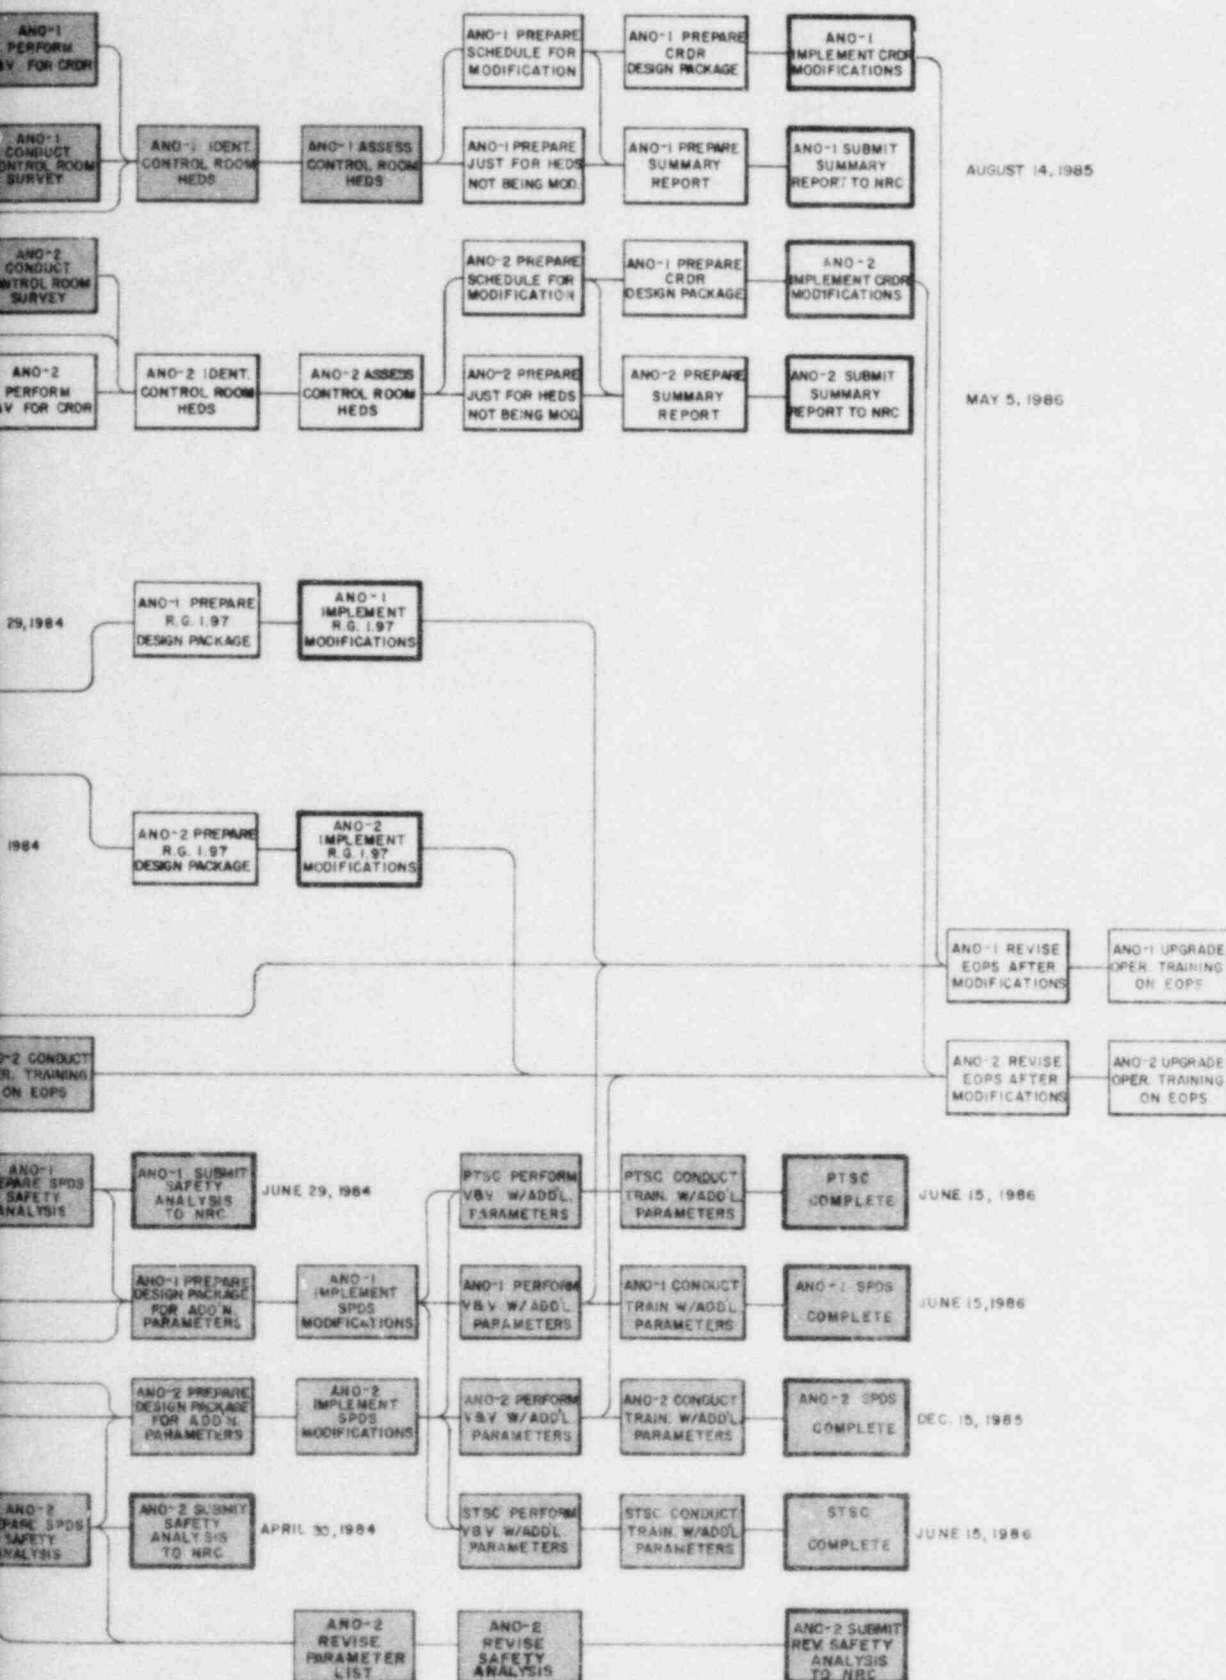 ANO-1
PERFORM
V FOR CRDR
ANO-1 PREPARE
SCHEDULE FOR
MODIFICATION
ANO-1 PREPARE
CRDR
DESIGN PACKAGE
ANO-1
IMPLEMENT CRDR
MODIFICATIONS
ANO-1
CONDUCT
CONTROL ROOM
SURVEY
ANO-1 IDENT.
CONTROL ROOM
HEDS
ANO-1 ASSESS
CONTROL ROOM
HEDS
ANO-1 PREPARE
JUST FOR HEDS
NOT BEING MOD.
ANO-1 PREPARE
SUMMARY
REPORT
ANO-1 SUBMIT
SUMMARY
REPORT TO NRC
AUGUST 14, 1985
ANO-2
CONDUCT
NTROL ROOM
SURVEY
ANO-2 PREPARE
SCHEDULE FOR
MODIFICATION
ANO-1 PREPARE
CRDR
DESIGN PACKAGE
ANO-2
IMPLEMENT CRDR
MODIFICATIONS
ANO-2
PERFORM
V FOR CRDR
ANO-2 IDENT.
CONTROL ROOM
HEDS
ANO-2 ASSESS
CONTROL ROOM
HEDS
ANO-2 PREPARE
JUST FOR HEDS
NOT BEING MOD.
ANO-2 PREPARE
SUMMARY
REPORT
ANO-2 SUBMIT
SUMMARY
REPORT TO NRC
MAY 5, 1986
29, 1984
ANO-1 PREPARE
R.G. 1.97
DESIGN PACKAGE
ANO-1
IMPLEMENT
R.G. 1.97
MODIFICATIONS
1984
ANO-2 PREPARE
R.G. 1.97
DESIGN PACKAGE
ANO-2
IMPLEMENT
R.G. 1.97
MODIFICATIONS
ANO-1 REVISE
EOPS AFTER
MODIFICATIONS
ANO-1 UPGRADE
OPER. TRAINING
ON EOPS
O-2 CONDUCT
ER. TRAINING
ON EOPS
ANO-2 REVISE
EOPS AFTER
MODIFICATIONS
ANO-2 UPGRADE
OPER. TRAINING
ON EOPS
ANO-1
EPARE SPDS
SAFETY
ANALYSIS
ANO-1 SUBMIT
SAFETY
ANALYSIS
TO NRC
JUNE 29, 1984
PTSC PERFORM
V&V W/ADD'L.
PARAMETERS
PTSC CONDUCT
TRAIN. W/ADD'L.
PARAMETERS
PTSC
COMPLETE
JUNE 15, 1986
ANO-1 PREPARE
DESIGN PACKAGE
FOR ADD'N.
PARAMETERS
ANO-1
IMPLEMENT
SPDS
MODIFICATIONS
ANO-1 PERFORM
V&V W/ADD'L.
PARAMETERS
ANO-1 CONDUCT
TRAIN W/ADD'L
PARAMETERS
ANO-1 SPDS
COMPLETE
JUNE 15, 1986
ANO-2 PREPARE
DESIGN PACKAGE
FOR ADD'N.
PARAMETERS
ANO-2
IMPLEMENT
SPDS
MODIFICATIONS
ANO-2 PERFORM
V&V W/ADD'L
PARAMETERS
ANO-2 CONDUCT
TRAIN. W/ADD'L
PARAMETERS
ANO-2 SPDS
COMPLETE
DEC. 15, 1985
ANO-2
EPARE SPDS
SAFETY
ANALYSIS
ANO-2 SUBMIT
SAFETY
ANALYSIS
TO NRC
APRIL 30, 1984
STSC PERFORM
V&V W/ADD'L
PARAMETERS
STSC CONDUCT
TRAIN. W/ADD'L
PARAMETERS
STSC
COMPLETE
JUNE 15, 1986
ANO-2
REVISE
PARAMETER
LIST
ANO-2
REVISE
SAFETY
ANALYSIS
ANO-2 SUBMIT
REV. SAFETY
ANALYSIS
TO NRC